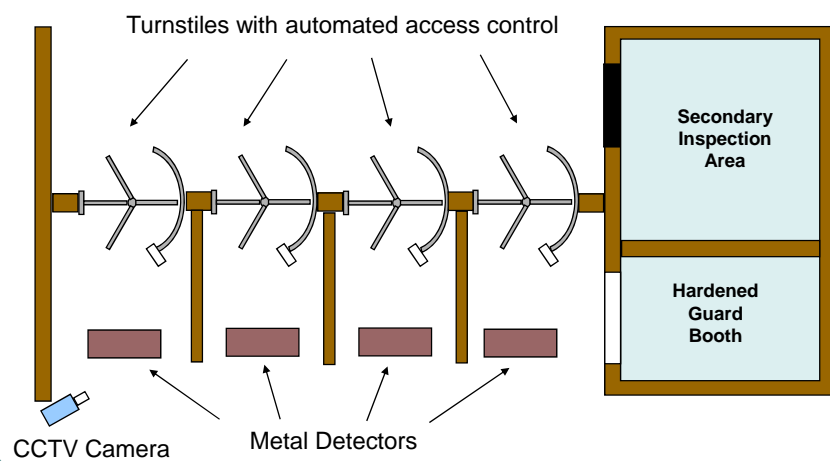 Turnstiles with automated access control
Secondary
Inspection
Area
Hardened
Guard
Booth
CCTV Camera
Metal Detectors